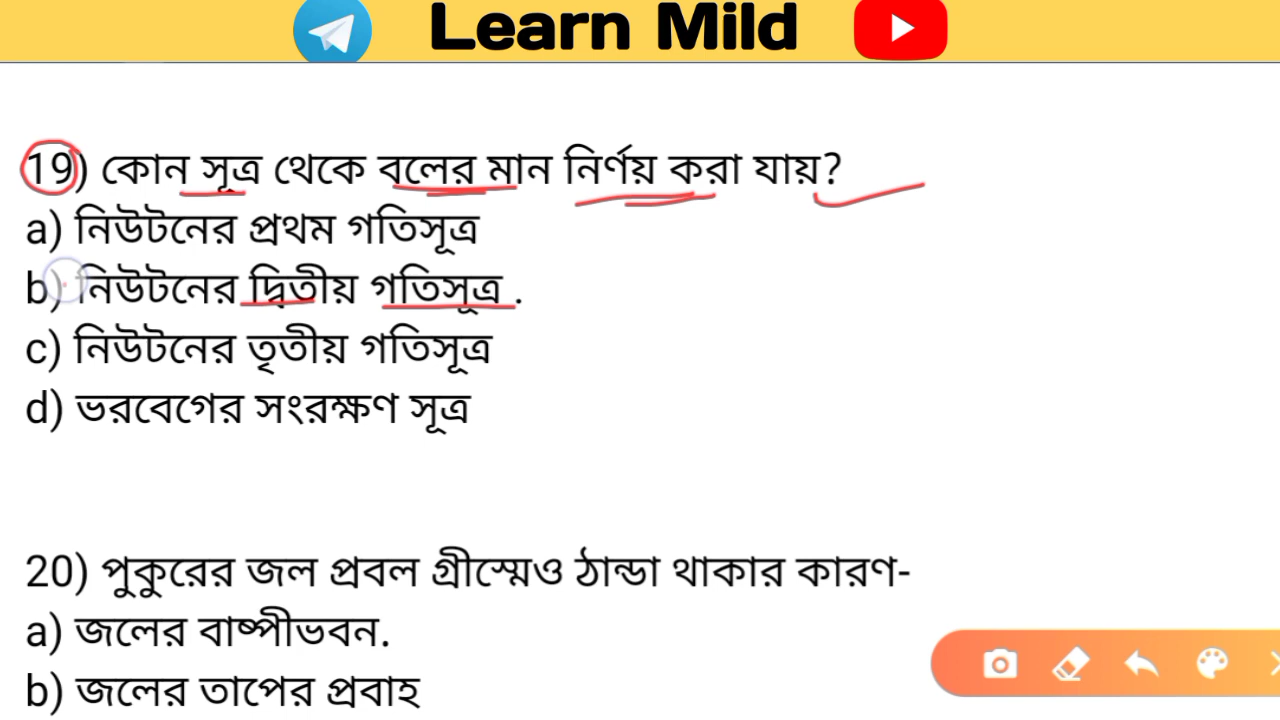 Learn Mild
19) কোন সূত্র থেকে বলের মান নির্ণয় করা যায়?
a) নিউটনের প্রথম গতিসূত্র
b) নিউটনের দ্বিতীয় গতিসূত্র.
c) নিউটনের তৃতীয় গতিসূত্র
d) ভরবেগের সংরক্ষণ সূত্র
20) পুকুরের জল প্রবল গ্রীস্মেও ঠান্ডা থাকার কারণ-
a) জলের বাষ্পীভবন.
b) জলের তাপের প্রবাহ